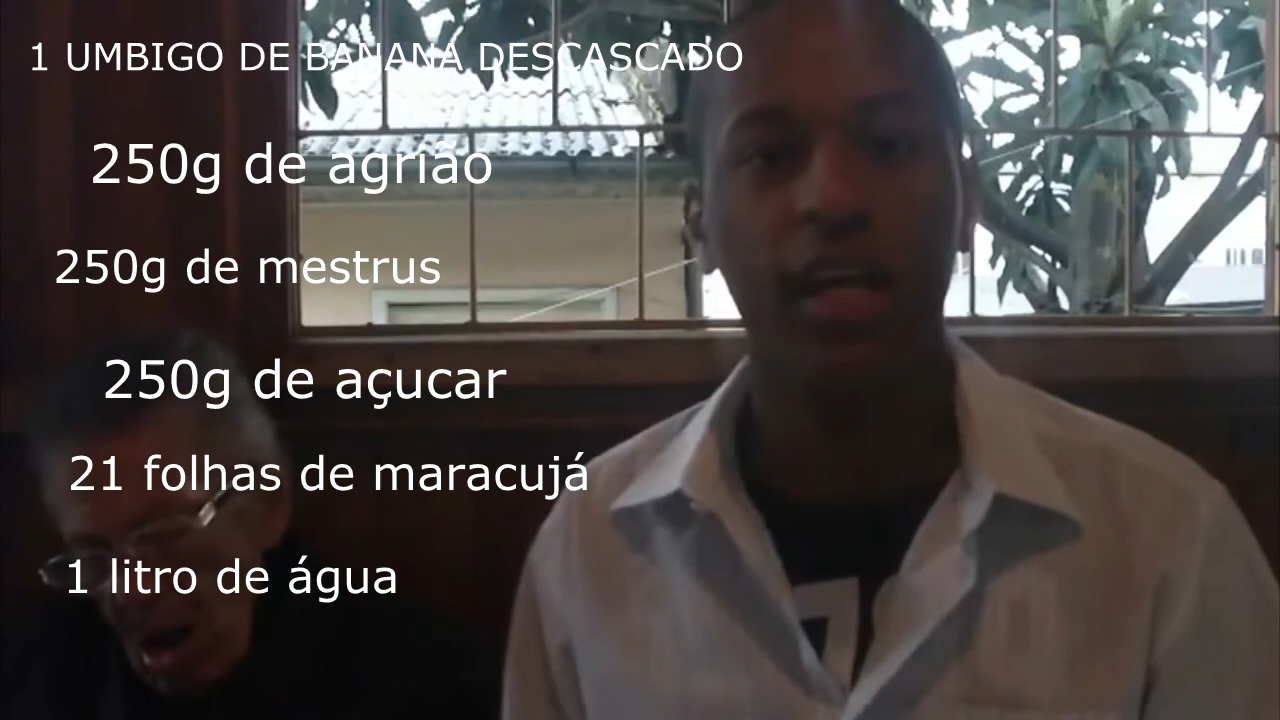 1 UMBIGO DE BANANA DESCASCADO
250g de agrião
250g de mestrus
250g de açucar
21 folhas de maracujá
1 litro de água